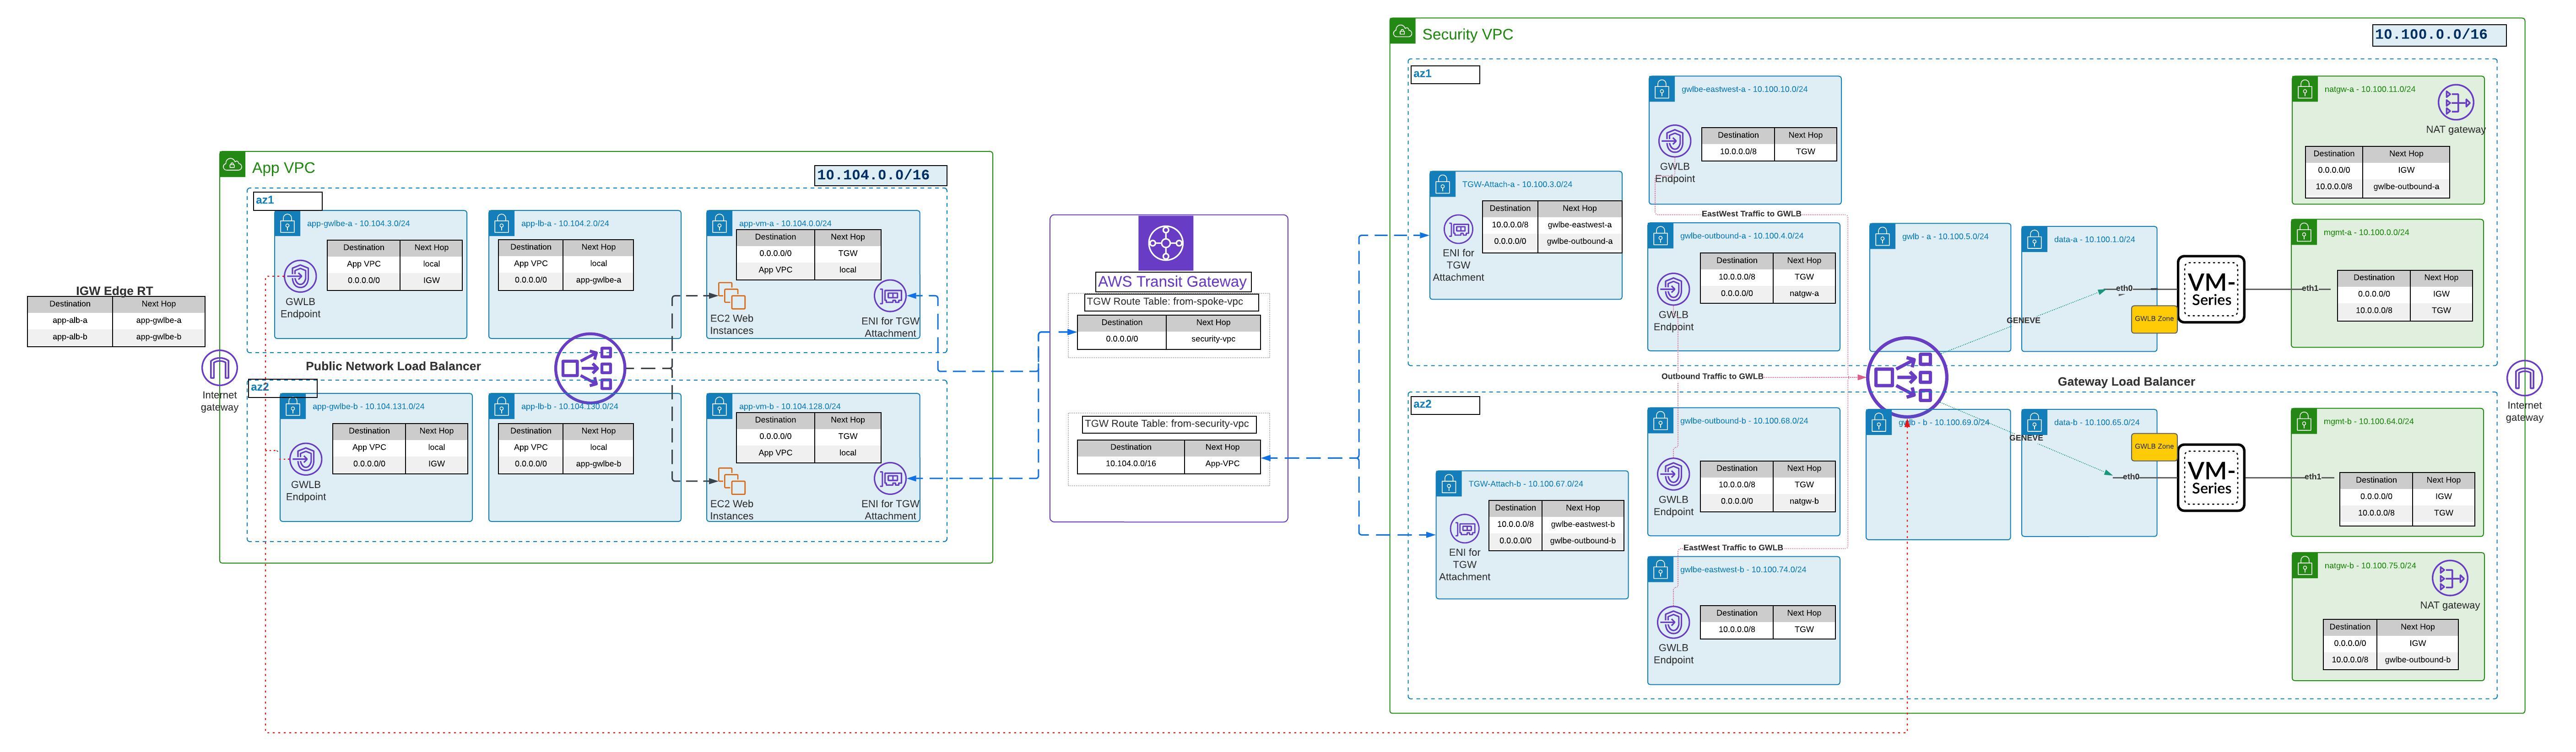 IGW Edge RT
Destination Next Hop
app-alb-a app-gwlbe-a
app-alb-b app-gwlbe-b
Internet
gateway
App VPC
10.104.0.0/16
az1
app-gwlbe-a - 10.104.3.0/24
Destination Next Hop
App VPC local
0.0.0.0/0 IGW
GWLB
Endpoint
app-lb-a - 10.104.2.0/24
Destination Next Hop
App VPC local
0.0.0.0/0 app-gwlbe-a
app-vm-a - 10.104.0.0/24
Destination Next Hop
0.0.0.0/0 TGW
App VPC local
EC2 Web
Instances
ENI for TGW
Attachment
Public Network Load Balancer
az2
app-gwlbe-b - 10.104.131.0/24
Destination Next Hop
App VPC local
0.0.0.0/0 IGW
GWLB
Endpoint
app-lb-b - 10.104.130.0/24
Destination Next Hop
App VPC local
0.0.0.0/0 app-gwlbe-b
app-vm-b - 10.104.128.0/24
Destination Next Hop
0.0.0.0/0 TGW
App VPC local
EC2 Web
Instances
ENI for TGW
Attachment
AWS Transit Gateway
TGW Route Table: from-spoke-vpc
Destination Next Hop
0.0.0.0/0 security-vpc
TGW Route Table: from-security-vpc
Destination Next Hop
10.104.0.0/16 App-VPC
Security VPC
10.100.0.0/16
az1
TGW-Attach-a - 10.100.3.0/24
Destination Next Hop
10.0.0.0/8 gwlbe-eastwest-a
0.0.0.0/0 gwlbe-outbound-a
ENI for
TGW
Attachment
gwlbe-eastwest-a - 10.100.10.0/24
Destination Next Hop
10.0.0.0/8 TGW
GWLB
Endpoint
EastWest Traffic to GWLB
gwlbe-outbound-a - 10.100.4.0/24
Destination Next Hop
10.0.0.0/8 TGW
0.0.0.0/0 natgw-a
GWLB
Endpoint
gwlb - a - 10.100.5.0/24
data-a - 10.100.1.0/24
GENEVE
eth0
GWLB Zone
VM-
Series
eth1
natgw-a - 10.100.11.0/24
NAT gateway
Destination Next Hop
0.0.0.0/0 IGW
10.0.0.0/8 gwlbe-outbound-a
mgmt-a - 10.100.0.0/24
Destination Next Hop
0.0.0.0/0 IGW
10.0.0.0/8 TGW
Outbound Traffic to GWLB
Gateway Load Balancer
Internet
gateway
az2
TGW-Attach-b - 10.100.67.0/24
Destination Next Hop
10.0.0.0/8 gwlbe-eastwest-b
0.0.0.0/0 gwlbe-outbound-b
ENI for
TGW
Attachment
gwlbe-outbound-b - 10.100.68.0/24
Destination Next Hop
10.0.0.0/8 TGW
0.0.0.0/0 natgw-b
GWLB
Endpoint
EastWest Traffic to GWLB
gwlbe-eastwest-b - 10.100.74.0/24
Destination Next Hop
10.0.0.0/8 TGW
GWLB
Endpoint
gwlb - b - 10.100.69.0/24
data-b - 10.100.65.0/24
GENEVE
GWLB Zone
eth0
VM-
Series
eth1
mgmt-b - 10.100.64.0/24
Destination Next Hop
0.0.0.0/0 IGW
10.0.0.0/8 TGW
natgw-b - 10.100.75.0/24
NAT gateway
Destination Next Hop
0.0.0.0/0 IGW
10.0.0.0/8 gwlbe-outbound-b